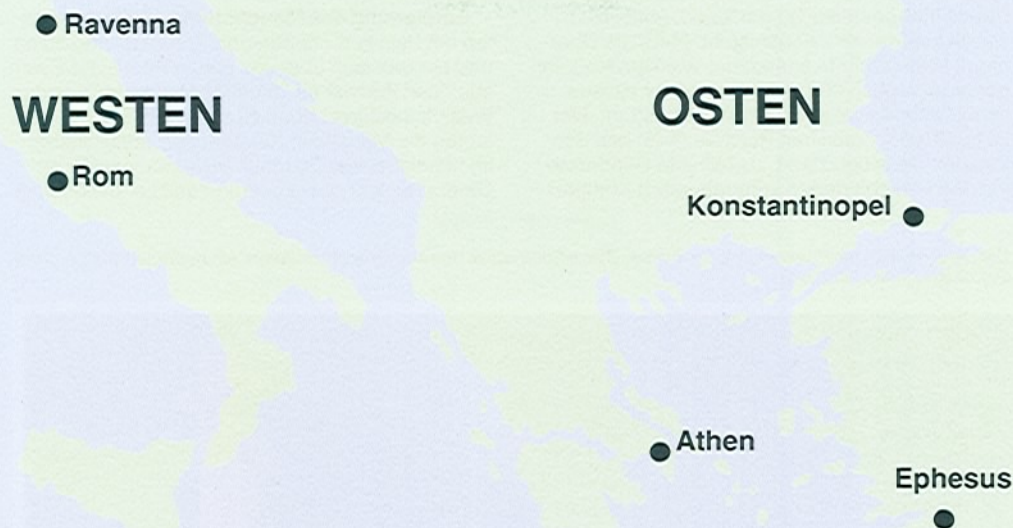 Ravenna
WESTEN
OSTEN
Rom
Konstantinopel
Athen
Ephesus